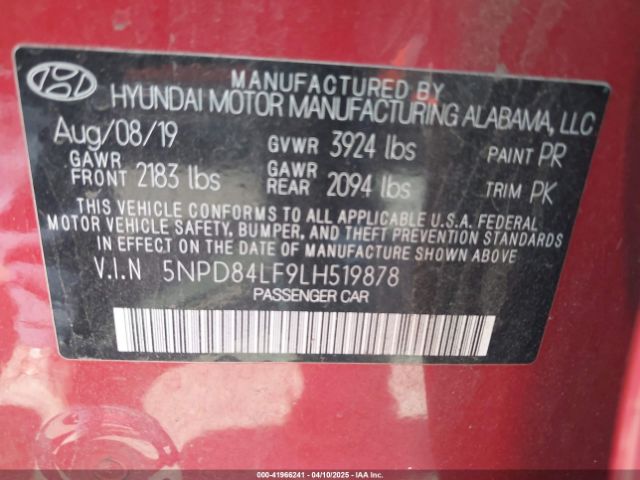 MANUFACTURED BY
HYUNDAI MOTOR MANUFACTURING ALABAMA, LLC
Aug/08/19 GVWR 3924 lbs PAINT PR
GAWR FRONT 2183 lbs GAWR REAR 2094 lbs TRIM PK
THIS VEHICLE CONFORMS TO ALL APPLICABLE U.S.A. FEDERAL
MOTOR VEHICLE SAFETY, BUMPER, AND THEFT PREVENTION STANDARDS
IN EFFECT ON THE DATE OF MANUFACTURE SHOWN ABOVE
V.I.N 5NPD84LF9LH519878
PASSENGER CAR
© IAA - 41966241 - 04/10/2025 - IAAI.COM